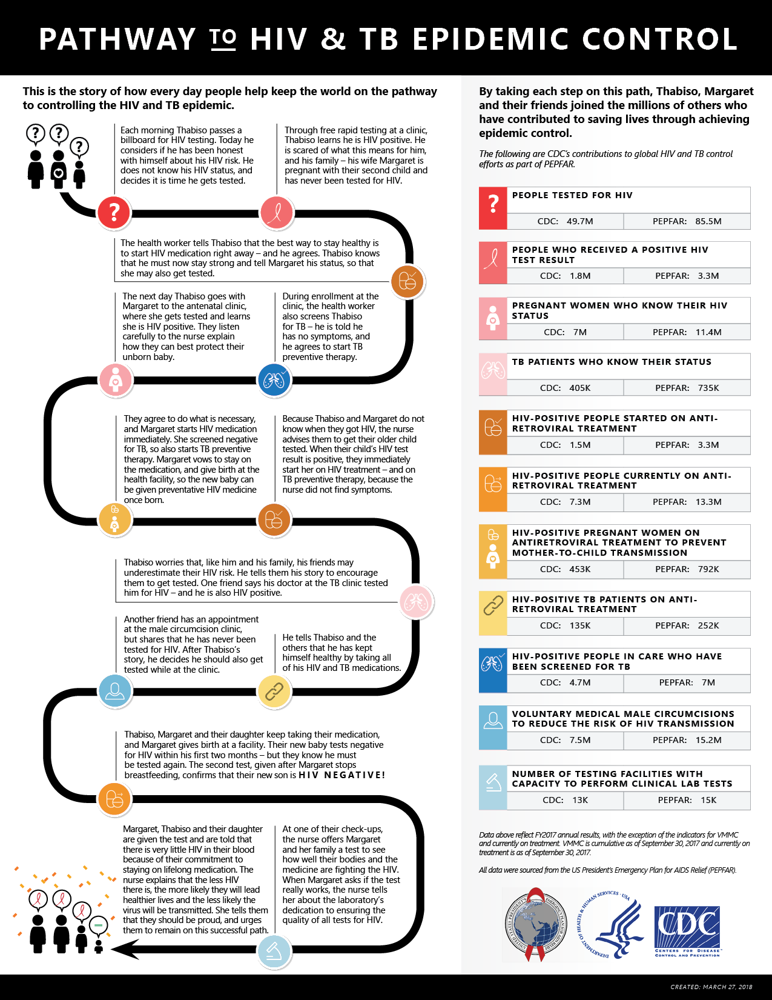 PATHWAY TO HIV & TB EPIDEMIC CONTROL
This is the story of how every day people help keep the world on the pathway
to controlling the HIV and TB epidemic.
? ? ?
Each morning Thabiso passes a
billboard for HIV testing. Today he
considers if he has been honest
with himself about his HIV risk. He
does not know his HIV status, and
decides it is time he gets tested.
Through free rapid testing at a clinic,
Thabiso learns he is HIV positive. He
is scared of what this means for him,
and his family – his wife Margaret is
pregnant with their second child and
has never been tested for HIV.
?
The health worker tells Thabiso that the best way to stay healthy is
to start HIV medication right away – and he agrees. Thabiso knows
that he must now stay strong and tell Margaret his status, so that
she may also get tested.
During enrollment at the
clinic, the health worker
also screens Thabiso
for TB – he is told he
has no symptoms, and
he agrees to start TB
preventive therapy.
The next day Thabiso goes with
Margaret to the antenatal clinic,
where she gets tested and learns
she is HIV positive. They listen
carefully to the nurse explain
how they can best protect their
unborn baby.
They agree to do what is necessary,
and Margaret starts HIV medication
immediately. She screened negative
for TB, so also starts TB preventive
therapy. Margaret vows to stay on
the medication, and give birth at the
health facility, so the new baby can
be given preventative HIV medicine
once born.
Because Thabiso and Margaret do not
know when they got HIV, the nurse
advises them to get their older child
tested. When their child's HIV test
result is positive, they immediately
start her on HIV treatment – and on
TB preventive therapy, because the
nurse did not find symptoms.
Thabiso worries that, like him and his family, his friends may
underestimate their HIV risk. He tells them his story to encourage
them to get tested. One friend says his doctor at the TB clinic tested
him for HIV – and he is also HIV positive.
He tells Thabiso and the
others that he has kept
himself healthy by taking all
of his HIV and TB medications.
Another friend has an appointment
at the male circumcision clinic,
but shares that he has never been
tested for HIV. After Thabiso's
story, he decides he should also get
tested while at the clinic.
Thabiso, Margaret and their daughter keep taking their medication,
and Margaret gives birth at a facility. Their new baby tests negative
for HIV within his first two months – but they know he must
be tested again. The second test, given after Margaret stops
breastfeeding, confirms that their new son is HIV NEGATIVE!
At one of their check-ups,
the nurse offers Margaret
and her family a test to see
how well their bodies and the
medicine are fighting the HIV.
When Margaret asks if the test
really works, the nurse tells
her about the laboratory's
dedication to ensuring the
quality of all tests for HIV.
Margaret, Thabiso and their daughter
are given the test and are told that
there is very little HIV in their blood
because of their commitment to
staying on lifelong medication. The
nurse explains that the less HIV
there is, the more likely they will lead
healthier lives and the less likely the
virus will be transmitted. She tells them
that they should be proud, and urges
them to remain on this successful path.
By taking each step on this path, Thabiso, Margaret
and their friends joined the millions of others who
have contributed to saving lives through achieving
epidemic control.
The following are CDC's contributions to global HIV and TB control
efforts as part of PEPFAR.
?
PEOPLE TESTED FOR HIV
CDC: 49.7M PEPFAR: 85.5M
PEOPLE WHO RECEIVED A POSITIVE HIV
TEST RESULT
CDC: 1.8M PEPFAR: 3.3M
PREGNANT WOMEN WHO KNOW THEIR HIV
STATUS
CDC: 7M PEPFAR: 11.4M
TB PATIENTS WHO KNOW THEIR STATUS
CDC: 405K PEPFAR: 735K
HIV-POSITIVE PEOPLE STARTED ON ANTI-
RETROVIRAL TREATMENT
CDC: 1.5M PEPFAR: 3.3M
HIV-POSITIVE PEOPLE CURRENTLY ON ANTI-
RETROVIRAL TREATMENT
CDC: 7.3M PEPFAR: 13.3M
HIV-POSITIVE PREGNANT WOMEN ON
ANTIRETROVIRAL TREATMENT TO PREVENT
MOTHER-TO-CHILD TRANSMISSION
CDC: 453K PEPFAR: 792K
HIV-POSITIVE TB PATIENTS ON ANTI-
RETROVIRAL TREATMENT
CDC: 135K PEPFAR: 252K
HIV-POSITIVE PEOPLE IN CARE WHO HAVE
BEEN SCREENED FOR TB
CDC: 4.7M PEPFAR: 7M
VOLUNTARY MEDICAL MALE CIRCUMCISIONS
TO REDUCE THE RISK OF HIV TRANSMISSION
CDC: 7.5M PEPFAR: 15.2M
NUMBER OF TESTING FACILITIES WITH
CAPACITY TO PERFORM CLINICAL LAB TESTS
CDC: 13K PEPFAR: 15K
Data above reflect FY2017 annual results, with the exception of the indicators for VMMC
and currently on treatment. VMMC is cumulative as of September 30, 2017 and currently on
treatment is as of September 30, 2017.
All data were sourced from the US President's Emergency Plan for AIDS Relief (PEPFAR).
UNITED STATES PRESIDENT'S EMERGENCY PLAN FOR AIDS RELIEF
DEPARTMENT OF HEALTH & HUMAN SERVICES · USA
CDC
CENTERS FOR DISEASE
CONTROL AND PREVENTION
CREATED: MARCH 27, 2018